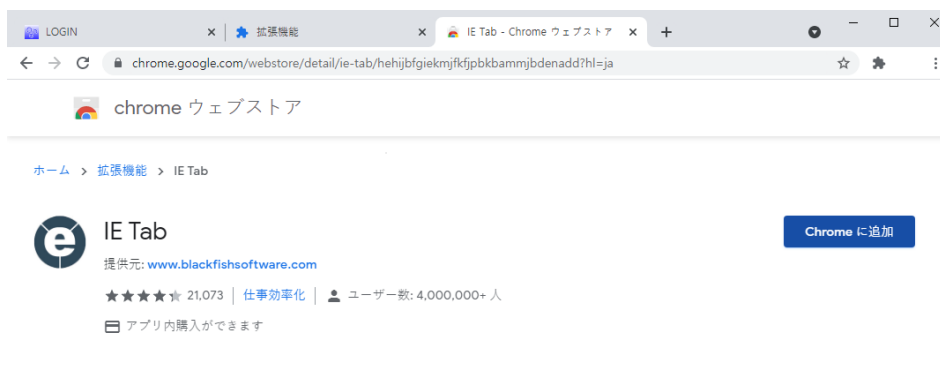 LOGIN
拡張機能
IE Tab - Chrome ウェブストア
chrome.google.com/webstore/detail/ie-tab/hehijbfgiekmjfkfjpbkbammjbdenadd?hl=ja
chrome ウェブストア
ホーム > 拡張機能 > IE Tab
IE Tab
Chrome に追加
提供元: www.blackfishsoftware.com
21,073 | 仕事効率化 | ユーザー数: 4,000,000+ 人
アプリ内購入ができます